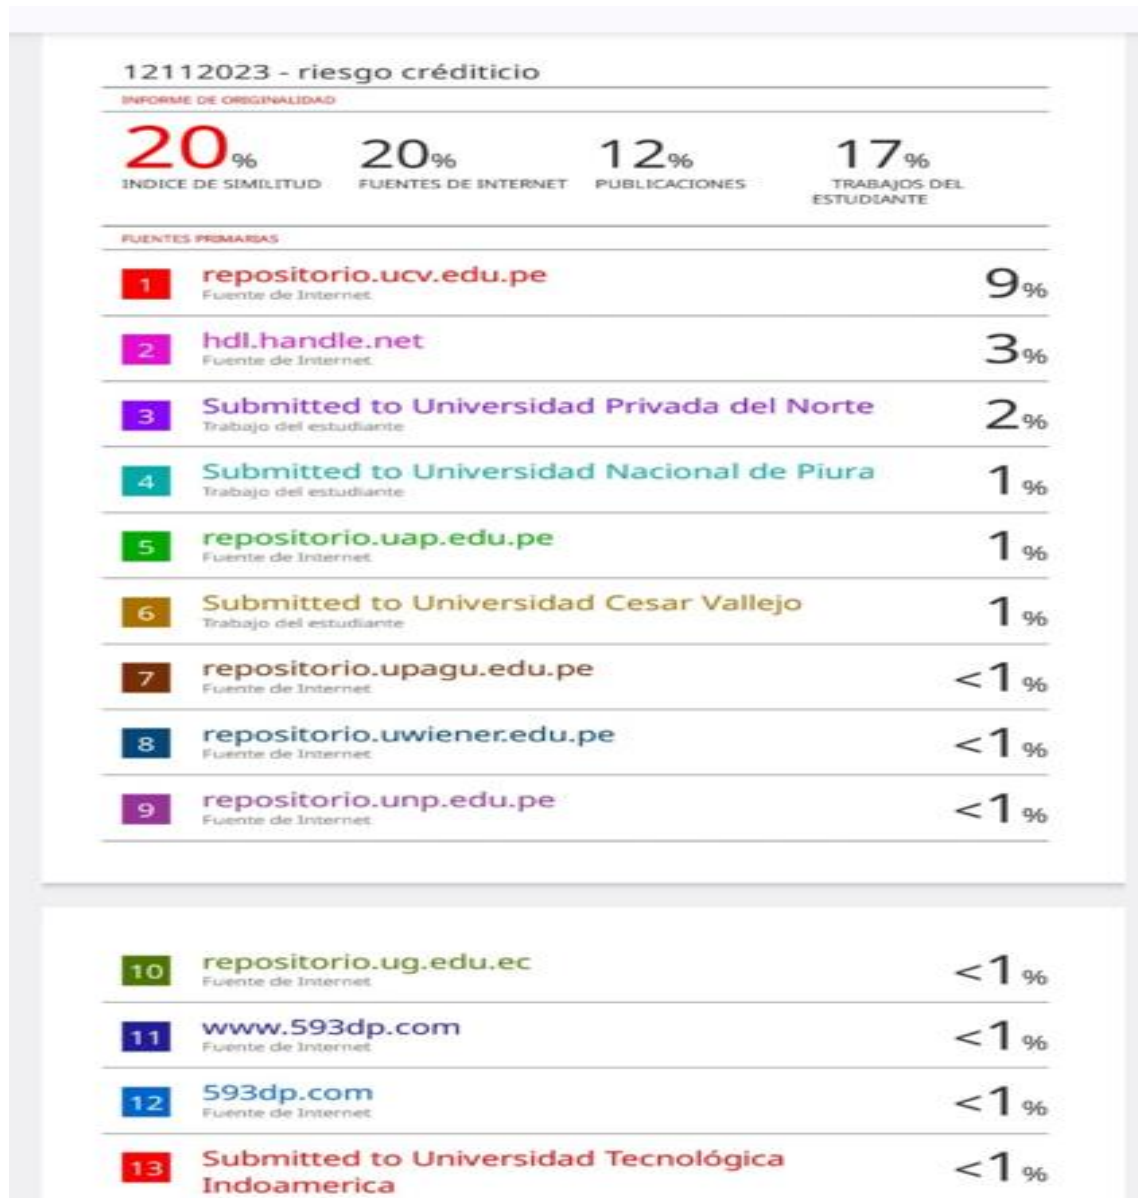 12112023 - riesgo créditicio
INFORME DE ORIGINALIDAD
20% 20% 12% 17%
INDICE DE SIMILITUD FUENTES DE INTERNET PUBLICACIONES TRABAJOS DEL
ESTUDIANTE
FUENTES PRIMARIAS
1 repositorio.ucv.edu.pe 9%
Fuente de Internet
2 hdl.handle.net 3%
Fuente de Internet
3 Submitted to Universidad Privada del Norte 2%
Trabajo del estudiante
4 Submitted to Universidad Nacional de Piura 1%
Trabajo del estudiante
5 repositorio.uap.edu.pe 1%
Fuente de Internet
6 Submitted to Universidad Cesar Vallejo 1%
Trabajo del estudiante
7 repositorio.upagu.edu.pe <1%
Fuente de Internet
8 repositorio.uwiener.edu.pe <1%
Fuente de Internet
9 repositorio.unp.edu.pe <1%
Fuente de Internet
10 repositorio.ug.edu.ec <1%
Fuente de Internet
11 www.593dp.com <1%
Fuente de Internet
12 593dp.com <1%
Fuente de Internet
13 Submitted to Universidad Tecnológica <1%
Indoamerica